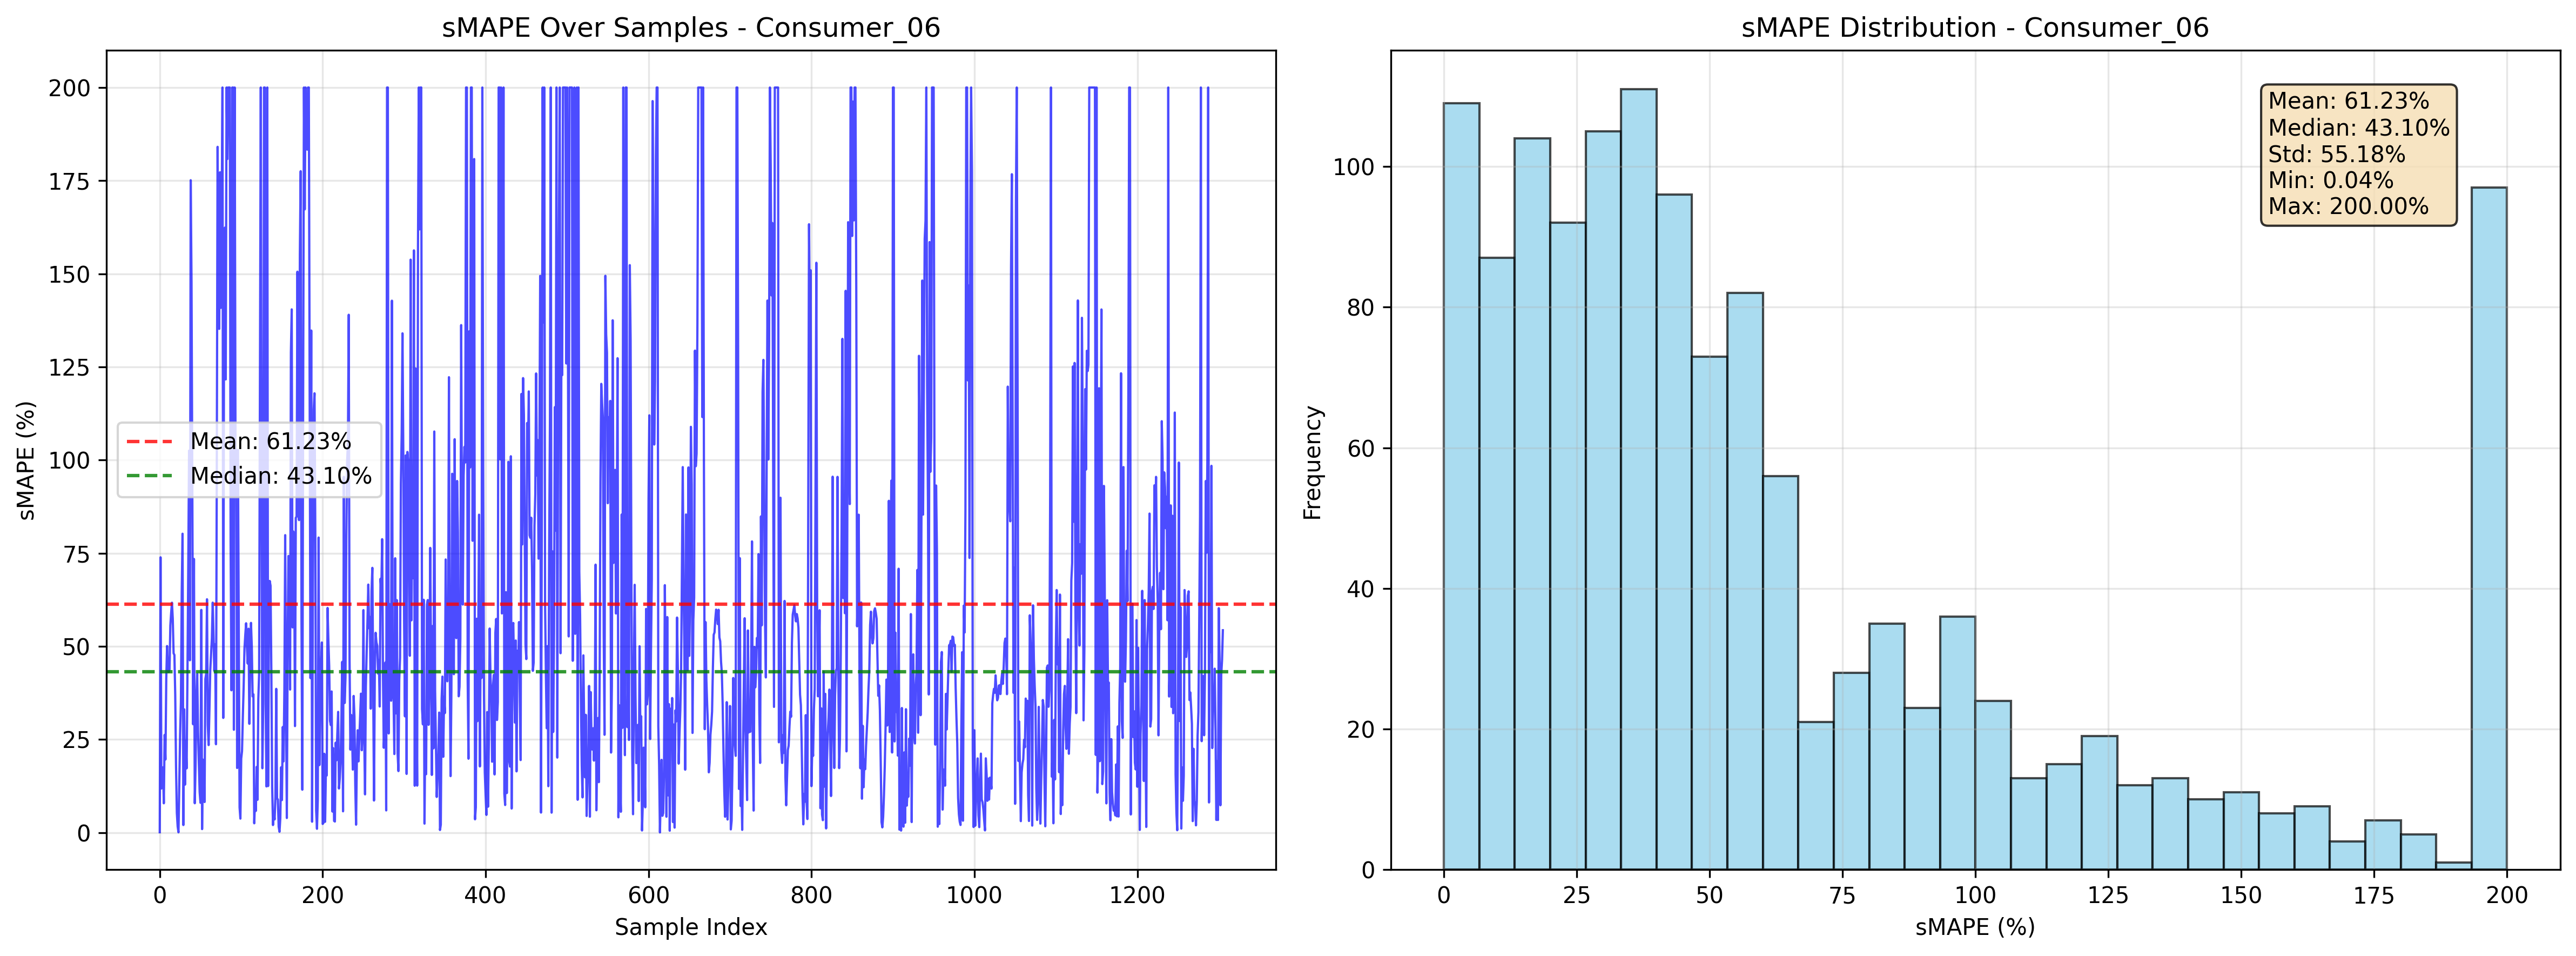 sMAPE Over Samples - Consumer_06
sMAPE (%)
200
175
150
125
100
75
50
25
0
Mean: 61.23%
Median: 43.10%
0
200
400
600
800
1000
1200
Sample Index
sMAPE Distribution - Consumer_06
Frequency
100
80
60
40
20
0
Mean: 61.23%
Median: 43.10%
Std: 55.18%
Min: 0.04%
Max: 200.00%
0
25
50
75
100
125
150
175
200
sMAPE (%)